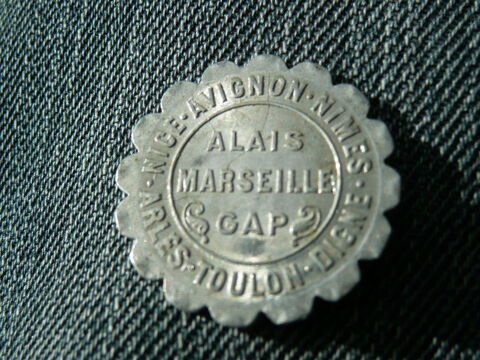 NICE·AVIGNON·NIMES·
ALAIS
MARSEILLE
GAP
ARLES·TOULON·DIGNE·